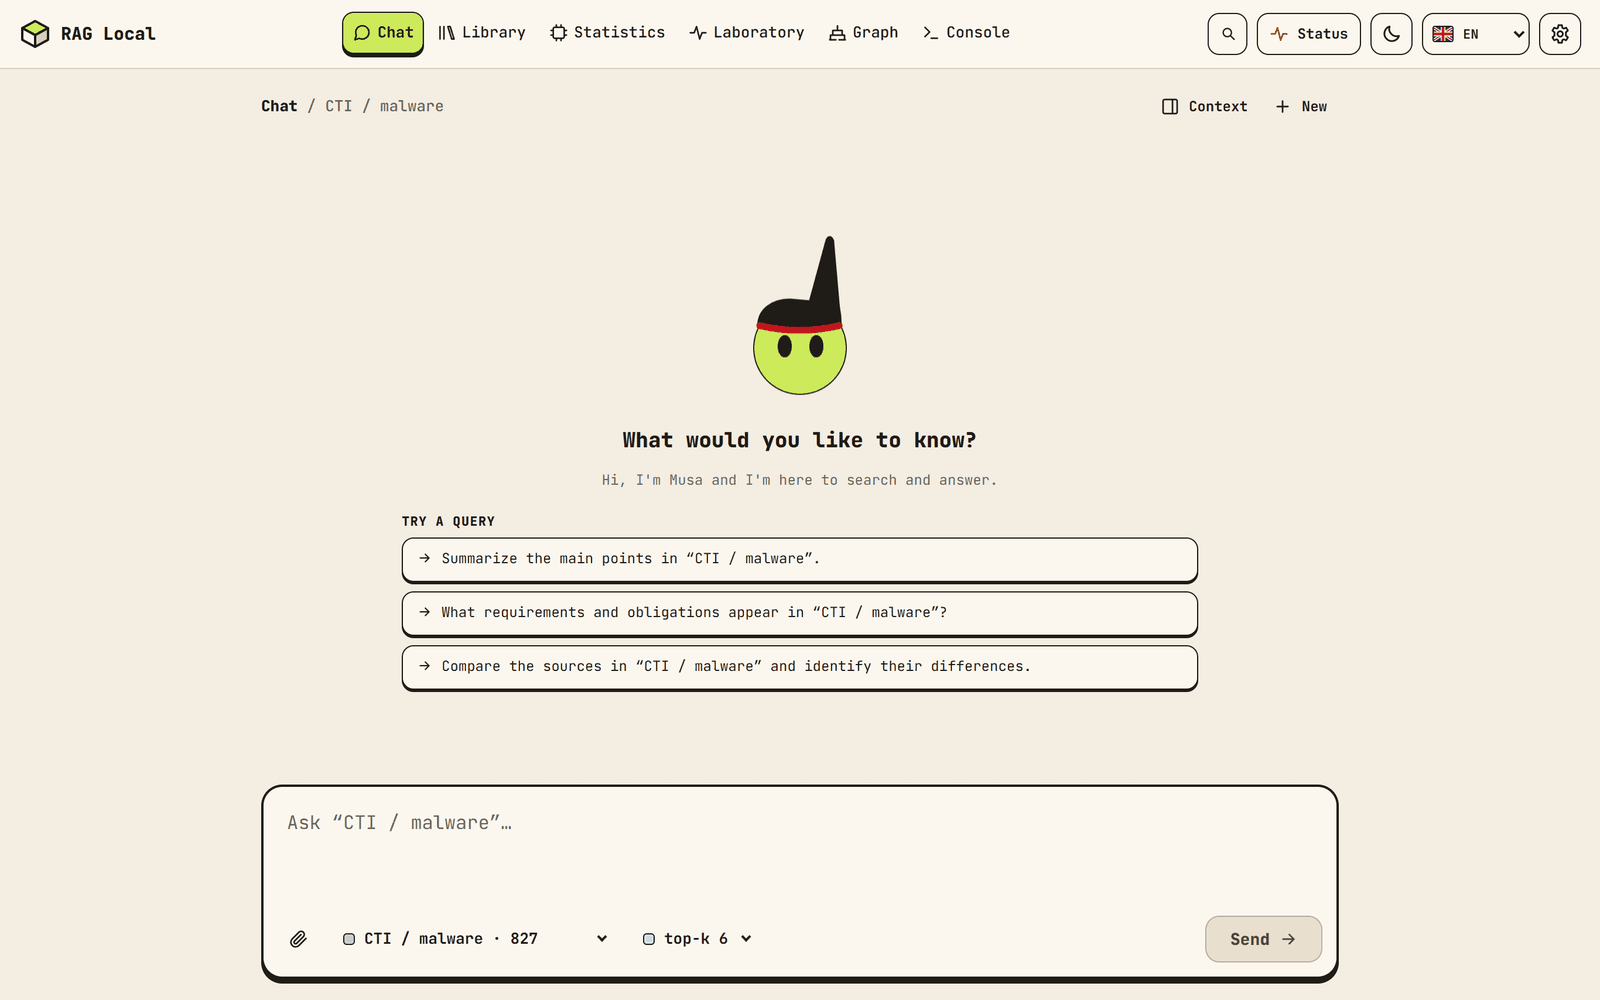 RAG Local
Chat
Library
Statistics
Laboratory
Graph
Console
Status
EN
Chat / CTI / malware
Context
New
What would you like to know?
Hi, I'm Musa and I'm here to search and answer.
TRY A QUERY
→ Summarize the main points in “CTI / malware”.
→ What requirements and obligations appear in “CTI / malware”?
→ Compare the sources in “CTI / malware” and identify their differences.
Ask “CTI / malware”…
CTI / malware · 827
top-k 6
Send →